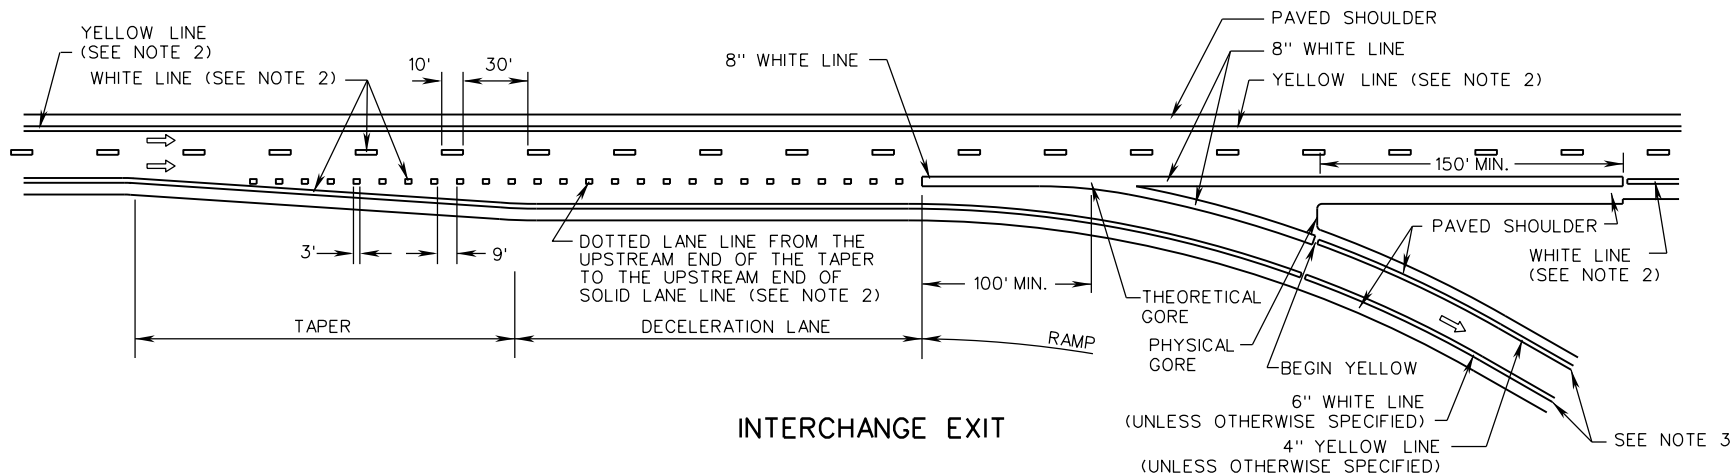 YELLOW LINE
(SEE NOTE 2)
WHITE LINE (SEE NOTE 2)
10'
30'
8" WHITE LINE
PAVED SHOULDER
8" WHITE LINE
YELLOW LINE (SEE NOTE 2)
150' MIN.
3'
9'
DOTTED LANE LINE FROM THE
UPSTREAM END OF THE TAPER
TO THE UPSTREAM END OF
SOLID LANE LINE (SEE NOTE 2)
100' MIN.
THEORETICAL
GORE
PAVED SHOULDER
WHITE LINE
(SEE NOTE 2)
TAPER
DECELERATION LANE
RAMP
PHYSICAL
GORE
BEGIN YELLOW
6" WHITE LINE
(UNLESS OTHERWISE SPECIFIED)
4" YELLOW LINE
(UNLESS OTHERWISE SPECIFIED)
SEE NOTE 3
INTERCHANGE EXIT